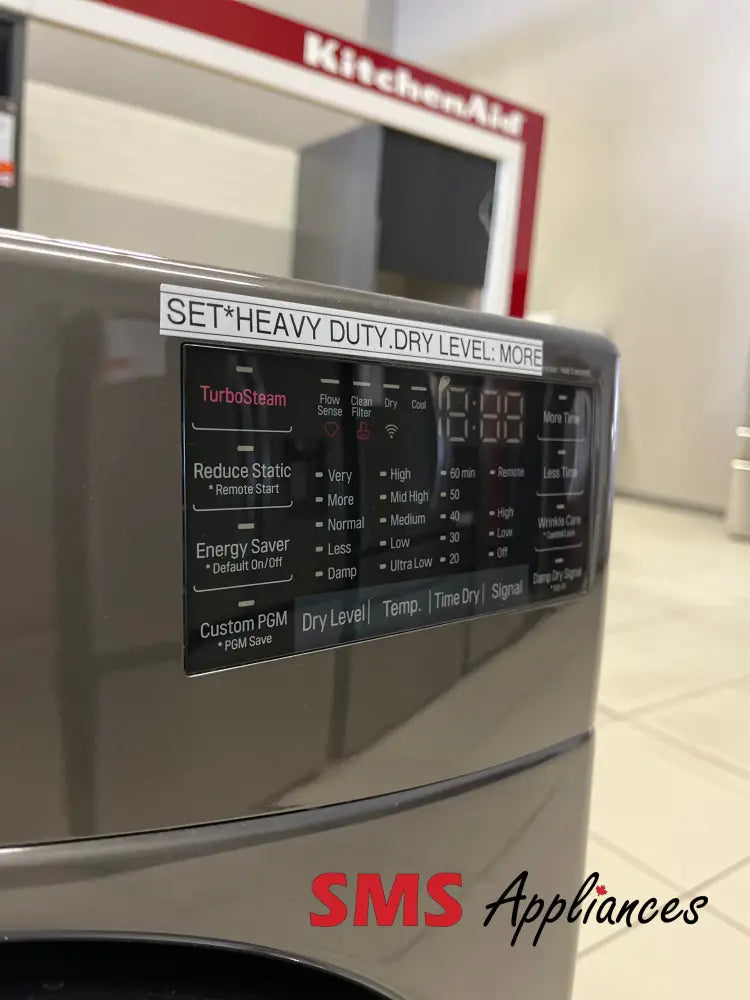 KitchenAid
SET*HEAVY DUTY.DRY LEVEL: MORE
TurboSteam
Reduce Static
* Remote Start
Energy Saver
* Default On/Off
Custom PGM
* PGM Save
Flow Sense
Clean Filter
Dry
Cool
Very
More
Normal
Less
Damp
Dry Level
High
Mid High
Medium
Low
Ultra Low
Temp.
60 min
50
40
30
20
Time Dry
Remote
High
Low
Off
Signal
More Time
Less Time
Wrinkle Care
Damp Dry Signal
* Wi-Fi
SMS Appliances